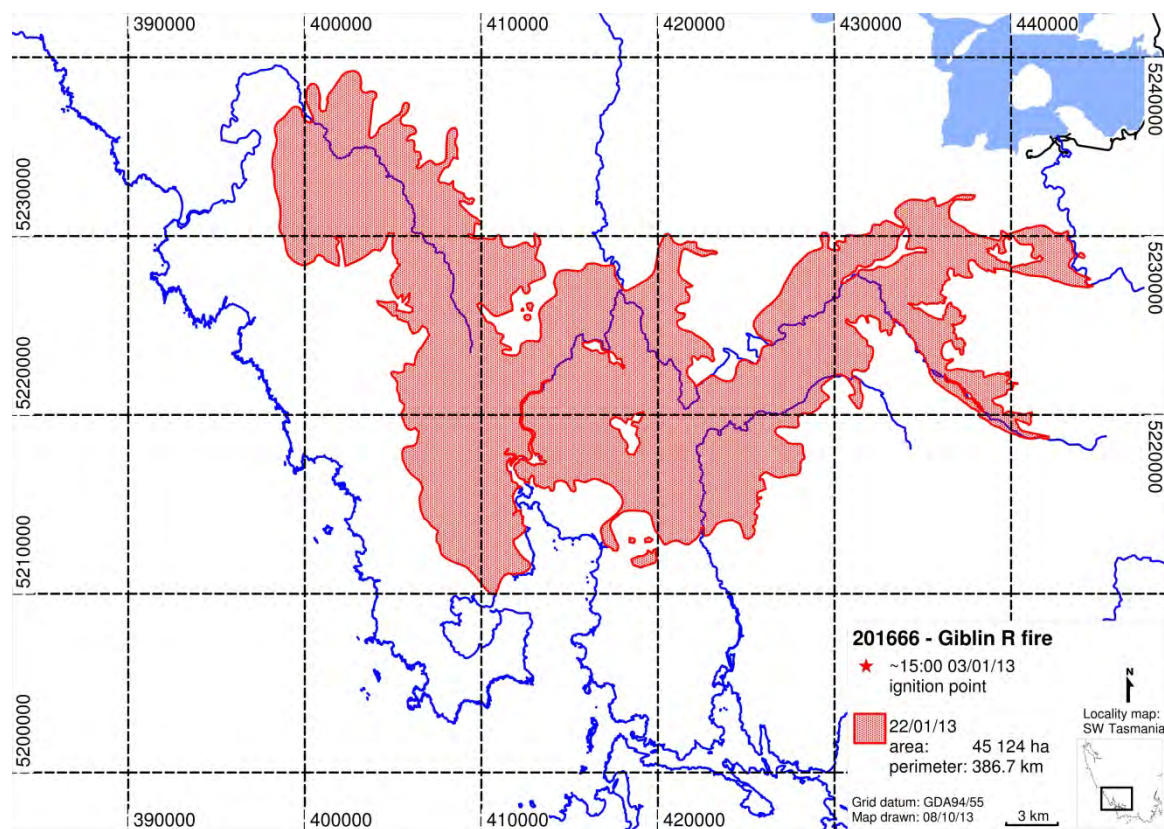 390000
400000
410000
420000
430000
440000
5240000
5230000
5230000
5220000
5220000
5210000
5210000
5200000
201666 - Giblin R fire
~15:00 03/01/13
ignition point
22/01/13
area: 45 124 ha
perimeter: 386.7 km
Grid datum: GDA94/55
Map drawn: 08/10/13
3 km
N
Locality map:
SW Tasmania
390000
400000
410000
420000
430000